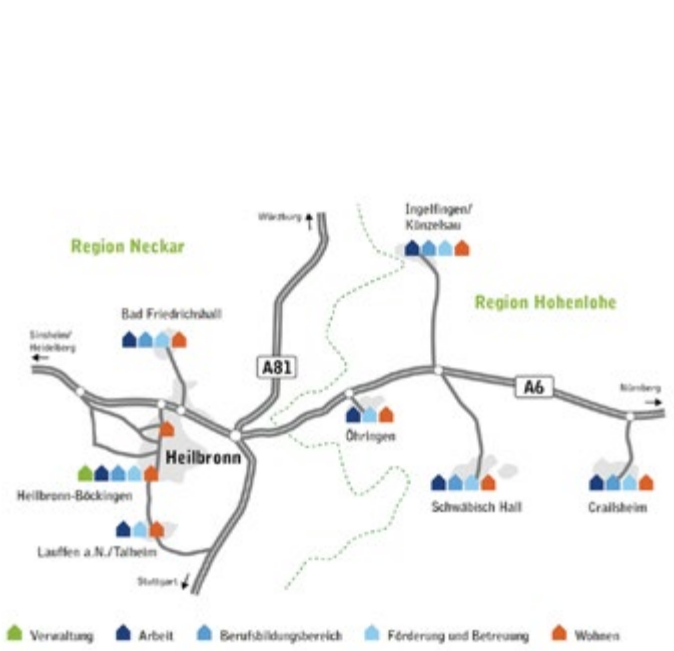 Ingelfingen/
Künzelsau
Würzburg
Region Neckar
Region Hohenlohe
Bad Friedrichshall
Sinsheim/
Heidelberg
A81
A6
Nürnberg
Öhringen
Heilbronn
Heilbronn-Böckingen
Schwäbisch Hall
Crailsheim
Lauffen a.N./Talheim
Stuttgart
Verwaltung
Arbeit
Berufsbildungsbereich
Förderung und Betreuung
Wohnen